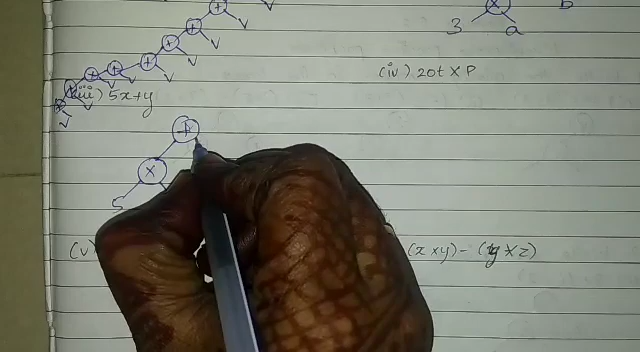 +
+ v
+ v
+ v
+ + + v
v v v
v
× b
3 a
(iii) 5x+y
(iv) 20t × P
+
×
5
(v)
(x × y) - (y × z)